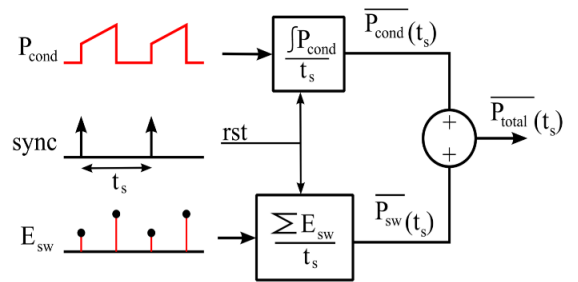 P_cond
∫P_cond
t_s
P̅_cond(t_s)
sync
t_s
rst
+
+
P̅_total(t_s)
E_sw
∑ E_sw
t_s
P̅_sw(t_s)